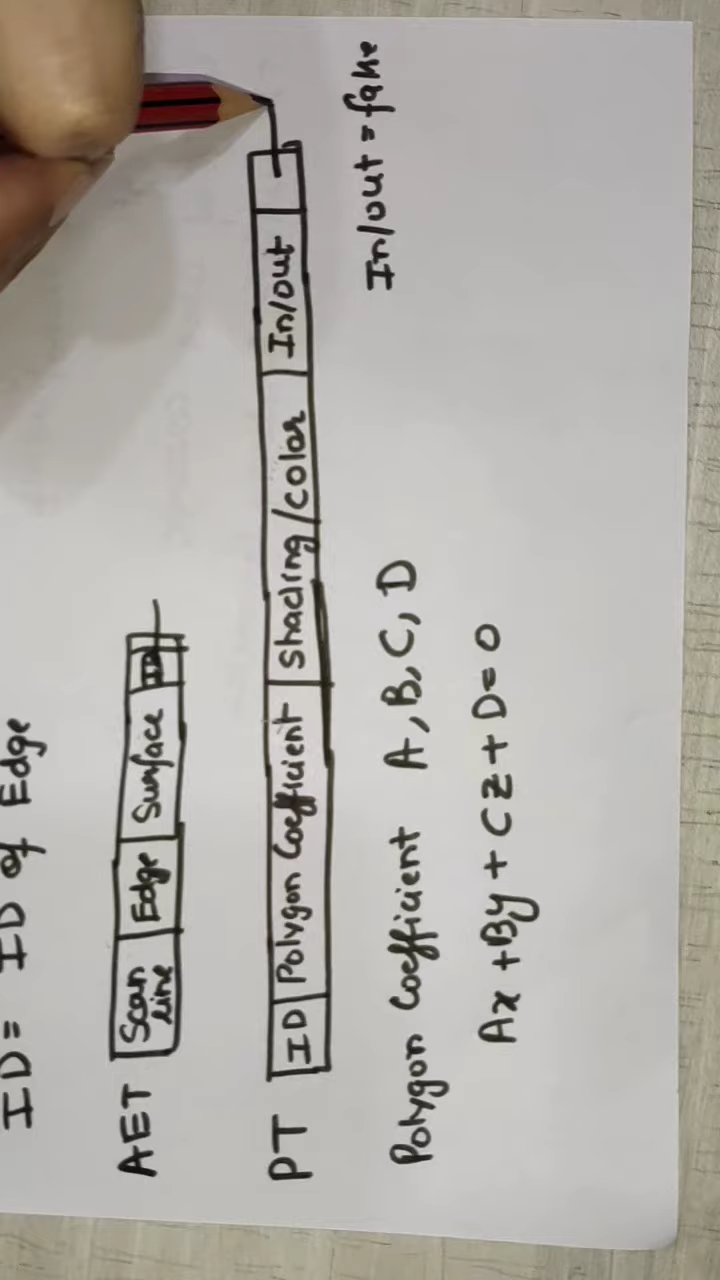 ID = ID of Edge
AET Scan line Edge Surface
PT ID Polygon Coefficient Shading/color In/out
In/out = false
Polygon Coefficient A, B, C, D
Ax + By + Cz + D = 0